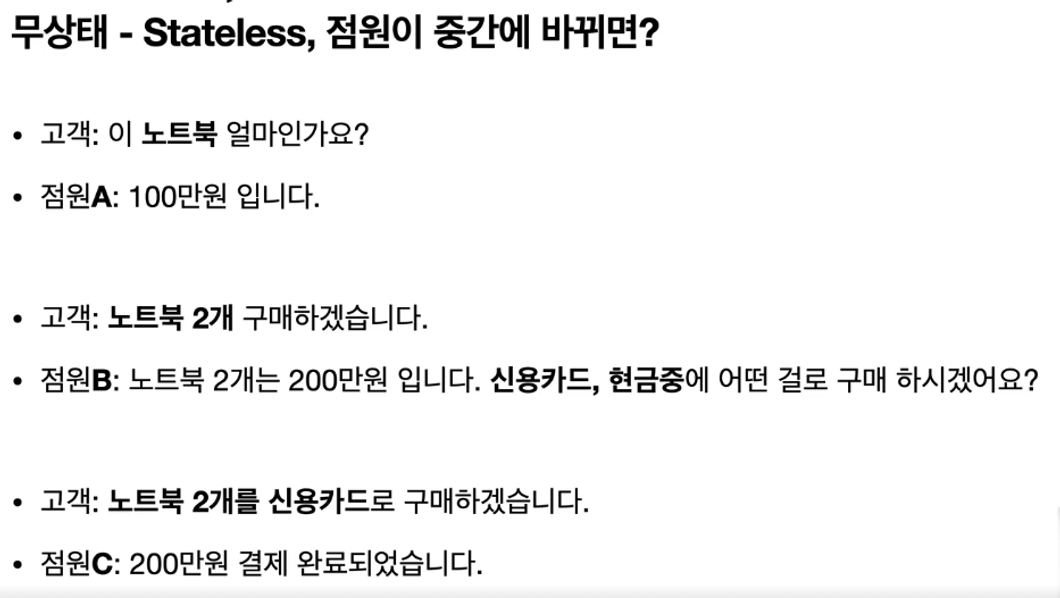 무상태 - Stateless, 점원이 중간에 바뀌면?
• 고객: 이 노트북 얼마인가요?
• 점원A: 100만원 입니다.
• 고객: 노트북 2개 구매하겠습니다.
• 점원B: 노트북 2개는 200만원 입니다. 신용카드, 현금중에 어떤 걸로 구매 하시겠어요?
• 고객: 노트북 2개를 신용카드로 구매하겠습니다.
• 점원C: 200만원 결제 완료되었습니다.